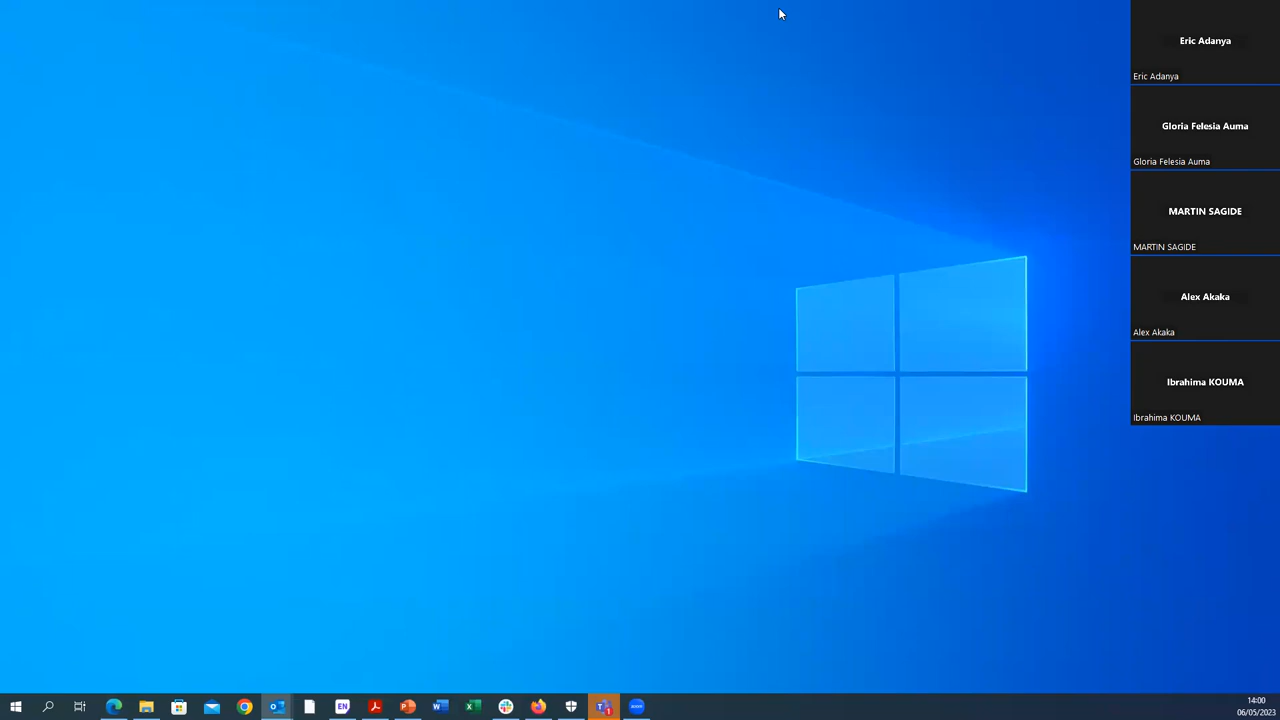 Eric Adanya
Eric Adanya
Gloria Felesia Auma
Gloria Felesia Auma
MARTIN SAGIDE
MARTIN SAGIDE
Alex Akaka
Alex Akaka
Ibrahima KOUMA
Ibrahima KOUMA
EN
zoom
14:00
06/05/2023